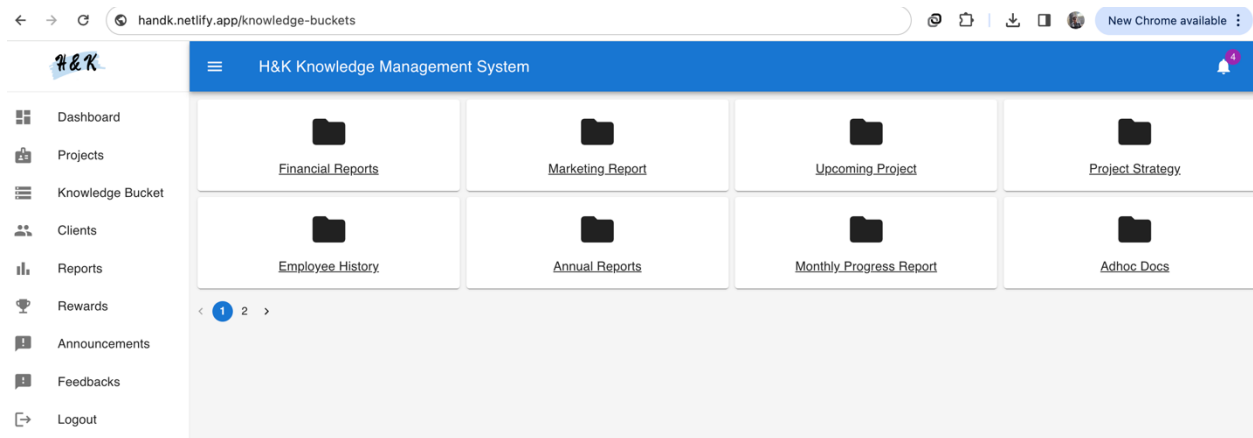 handk.netlify.app/knowledge-buckets
New Chrome available
H&K
H&K Knowledge Management System
4
Dashboard
Projects
Knowledge Bucket
Clients
Reports
Rewards
Announcements
Feedbacks
Logout
Financial Reports
Marketing Report
Upcoming Project
Project Strategy
Employee History
Annual Reports
Monthly Progress Report
Adhoc Docs
1 2